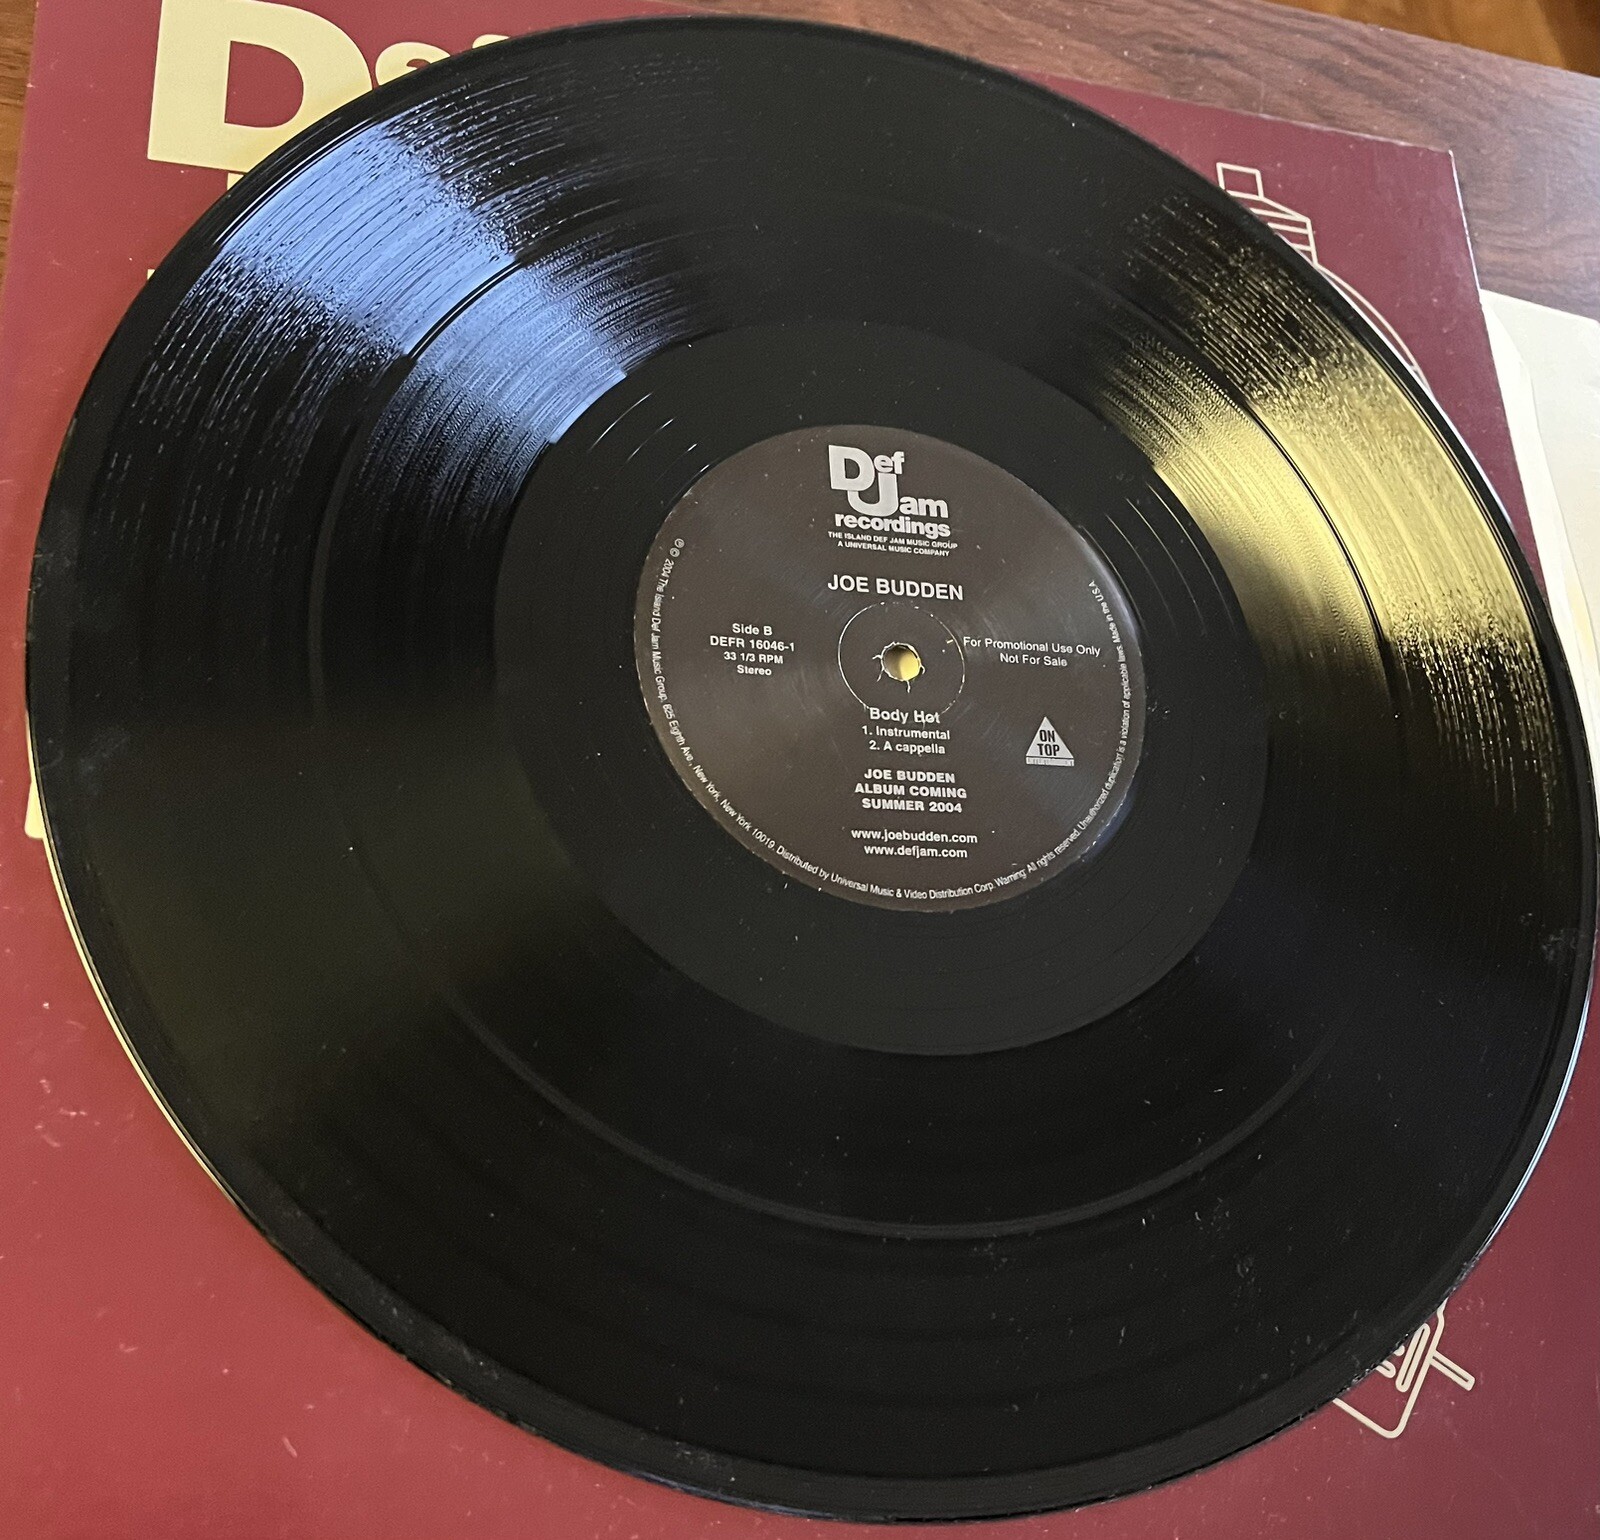 Def
Def
Jam
recordings
THE ISLAND DEF JAM MUSIC GROUP
A UNIVERSAL MUSIC COMPANY
JOE BUDDEN
Side B
DEFR 16046-1
33 1/3 RPM
Stereo
For Promotional Use Only
Not For Sale
Body Hot
1. Instrumental
2. A cappella
ON
TOP
ENTERTAINMENT
JOE BUDDEN
ALBUM COMING
SUMMER 2004
www.joebudden.com
www.defjam.com
℗ © 2004 The Island Def Jam Music Group, 825 Eighth Ave., New York, New York 10019. Distributed by Universal Music & Video Distribution Corp. Warning: All rights reserved. Unauthorized duplication is a violation of applicable laws. Made in the U.S.A.